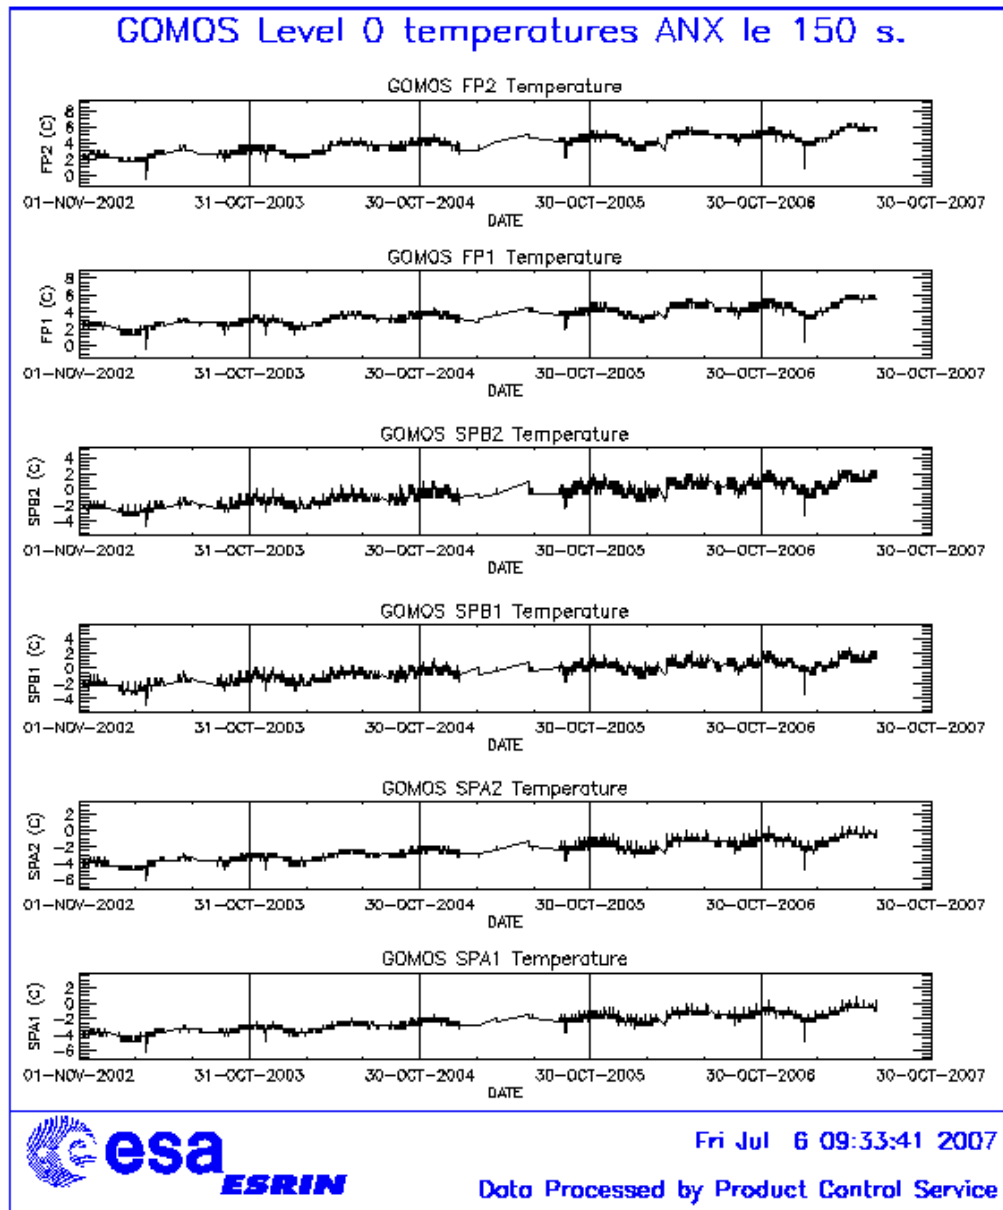 GOMOS Level 0 temperatures ANX le 150 s.
GOMOS FP2 Temperature
FP2 (C)
8
6
4
2
0
01-NOV-2002 31-OCT-2003 30-OCT-2004 30-OCT-2005 30-OCT-2006 30-OCT-2007
DATE
GOMOS FP1 Temperature
FP1 (C)
8
6
4
2
0
01-NOV-2002 31-OCT-2003 30-OCT-2004 30-OCT-2005 30-OCT-2006 30-OCT-2007
DATE
GOMOS SPB2 Temperature
SPB2 (C)
4
2
0
-2
-4
01-NOV-2002 31-OCT-2003 30-OCT-2004 30-OCT-2005 30-OCT-2006 30-OCT-2007
DATE
GOMOS SPB1 Temperature
SPB1 (C)
4
2
0
-2
-4
01-NOV-2002 31-OCT-2003 30-OCT-2004 30-OCT-2005 30-OCT-2006 30-OCT-2007
DATE
GOMOS SPA2 Temperature
SPA2 (C)
2
0
-2
-4
-6
01-NOV-2002 31-OCT-2003 30-OCT-2004 30-OCT-2005 30-OCT-2006 30-OCT-2007
DATE
GOMOS SPA1 Temperature
SPA1 (C)
2
0
-2
-4
-6
01-NOV-2002 31-OCT-2003 30-OCT-2004 30-OCT-2005 30-OCT-2006 30-OCT-2007
DATE
esa
ESRIN
Fri Jul 6 09:33:41 2007
Data Processed by Product Control Service